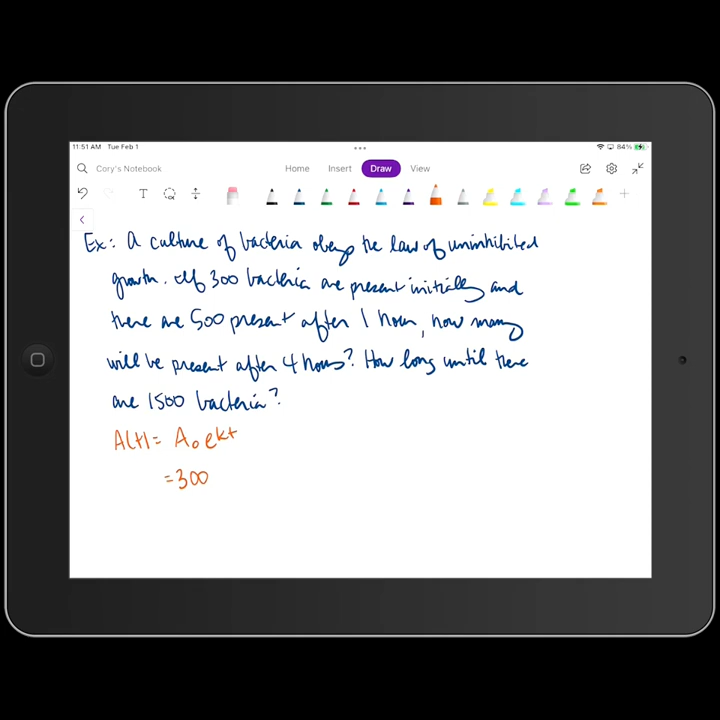 11:51 AM Tue Feb 1
84%
Cory's Notebook
Home Insert Draw View
T
Ex: A culture of bacteria obeys the law of uninhibited
growth. If 300 bacteria are present initially and
there are 500 present after 1 hour, how many
will be present after 4 hours? How long until there
are 1500 bacteria?
A(t) = A₀ e^kt
= 300